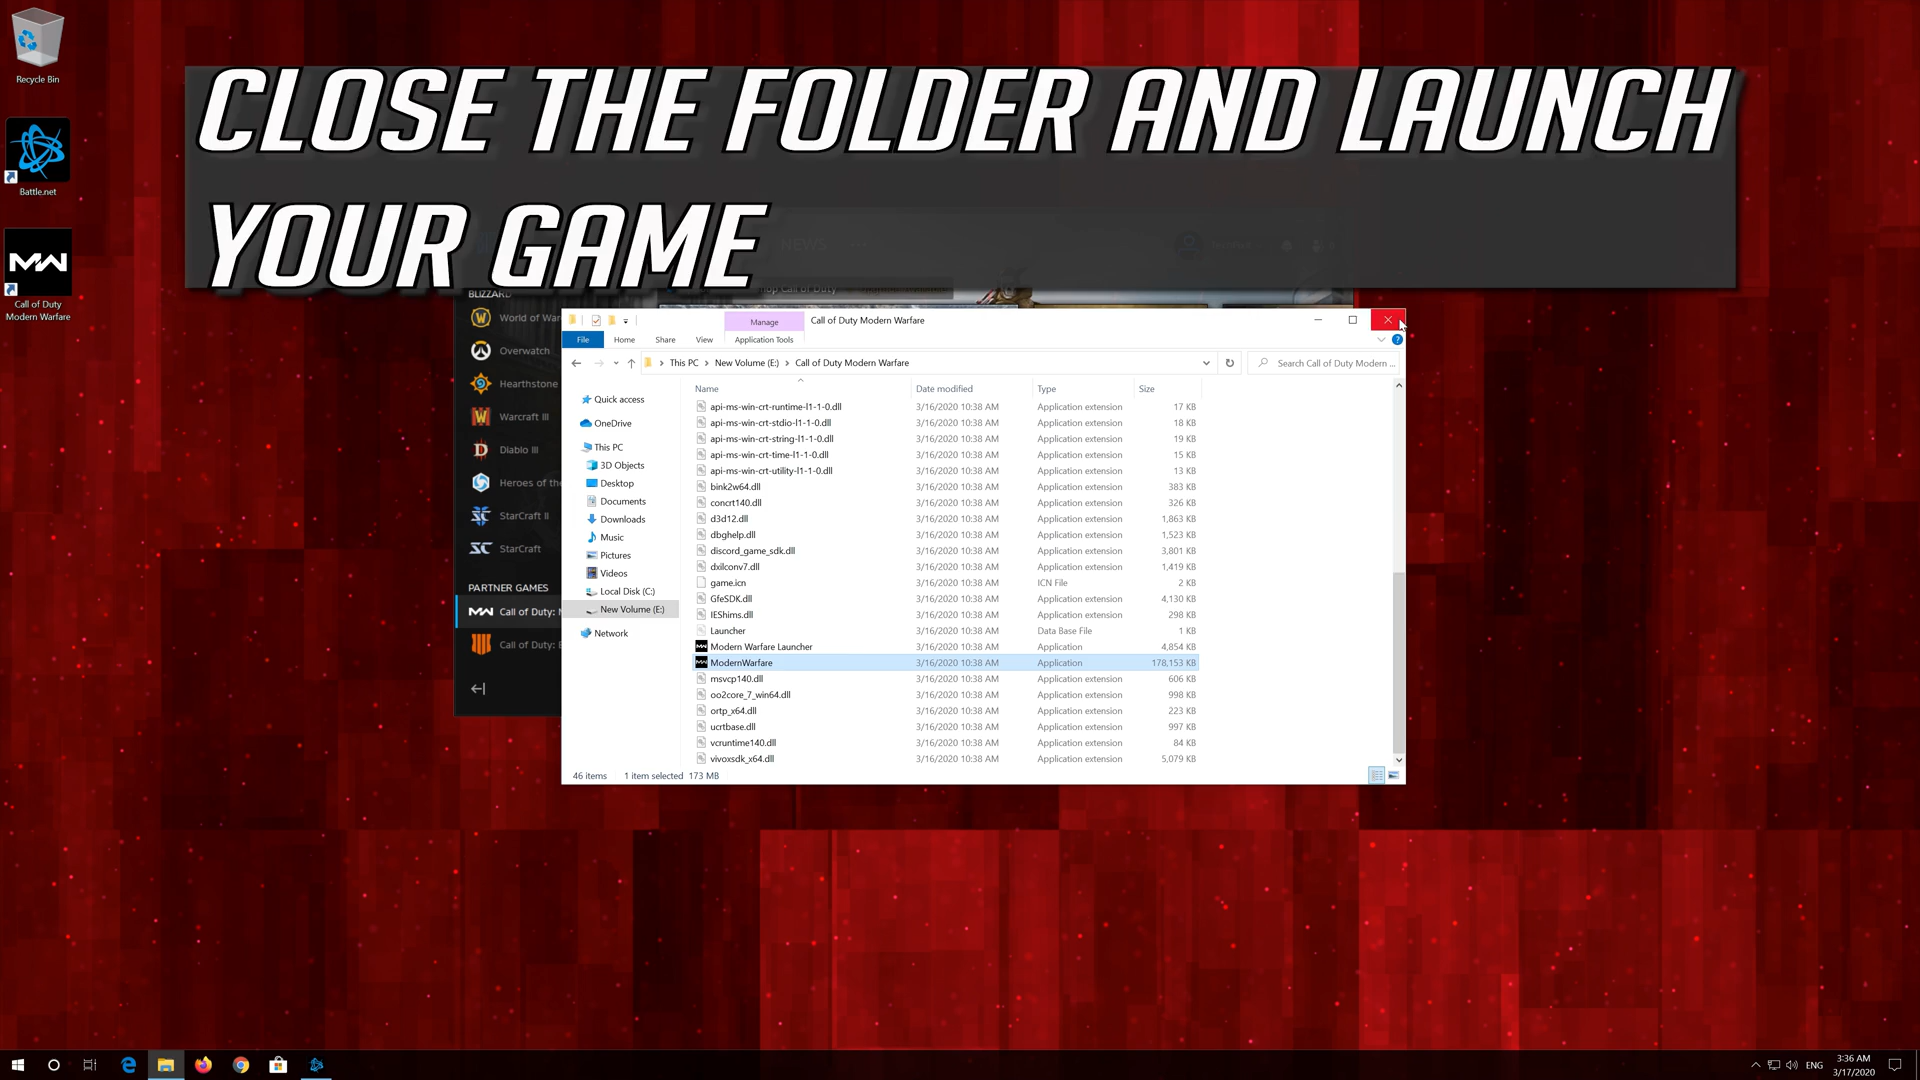 CLOSE THE FOLDER AND LAUNCH
YOUR GAME
Recycle Bin
Battle.net
Call of Duty
Modern Warfare
NEWS
BLIZZARD
World of War
Overwatch
Hearthstone
Warcraft III
Diablo III
Heroes of the
StarCraft II
StarCraft
PARTNER GAMES
Call of Duty:
Call of Duty:
Manage
Call of Duty Modern Warfare
File Home Share View Application Tools
This PC New Volume (E:) Call of Duty Modern Warfare
Search Call of Duty Modern ...
Quick access
OneDrive
This PC
3D Objects
Desktop
Documents
Downloads
Music
Pictures
Videos
Local Disk (C:)
New Volume (E:)
Network
Name Date modified Type Size
api-ms-win-crt-runtime-l1-1-0.dll 3/16/2020 10:38 AM Application extension 17 KB
api-ms-win-crt-stdio-l1-1-0.dll 3/16/2020 10:38 AM Application extension 18 KB
api-ms-win-crt-string-l1-1-0.dll 3/16/2020 10:38 AM Application extension 19 KB
api-ms-win-crt-time-l1-1-0.dll 3/16/2020 10:38 AM Application extension 15 KB
api-ms-win-crt-utility-l1-1-0.dll 3/16/2020 10:38 AM Application extension 13 KB
bink2w64.dll 3/16/2020 10:38 AM Application extension 383 KB
concrt140.dll 3/16/2020 10:38 AM Application extension 326 KB
d3d12.dll 3/16/2020 10:38 AM Application extension 1,863 KB
dbghelp.dll 3/16/2020 10:38 AM Application extension 1,523 KB
discord_game_sdk.dll 3/16/2020 10:38 AM Application extension 3,801 KB
dxilconv7.dll 3/16/2020 10:38 AM Application extension 1,419 KB
game.icn 3/16/2020 10:38 AM ICN File 2 KB
GfeSDK.dll 3/16/2020 10:38 AM Application extension 4,130 KB
IEShims.dll 3/16/2020 10:38 AM Application extension 298 KB
Launcher 3/16/2020 10:38 AM Data Base File 1 KB
Modern Warfare Launcher 3/16/2020 10:38 AM Application 4,854 KB
ModernWarfare 3/16/2020 10:38 AM Application 178,153 KB
msvcp140.dll 3/16/2020 10:38 AM Application extension 606 KB
oo2core_7_win64.dll 3/16/2020 10:38 AM Application extension 998 KB
ortp_x64.dll 3/16/2020 10:38 AM Application extension 223 KB
ucrtbase.dll 3/16/2020 10:38 AM Application extension 997 KB
vcruntime140.dll 3/16/2020 10:38 AM Application extension 84 KB
vivoxsdk_x64.dll 3/16/2020 10:38 AM Application extension 5,079 KB
46 items 1 item selected 173 MB
ENG
3:36 AM
3/17/2020